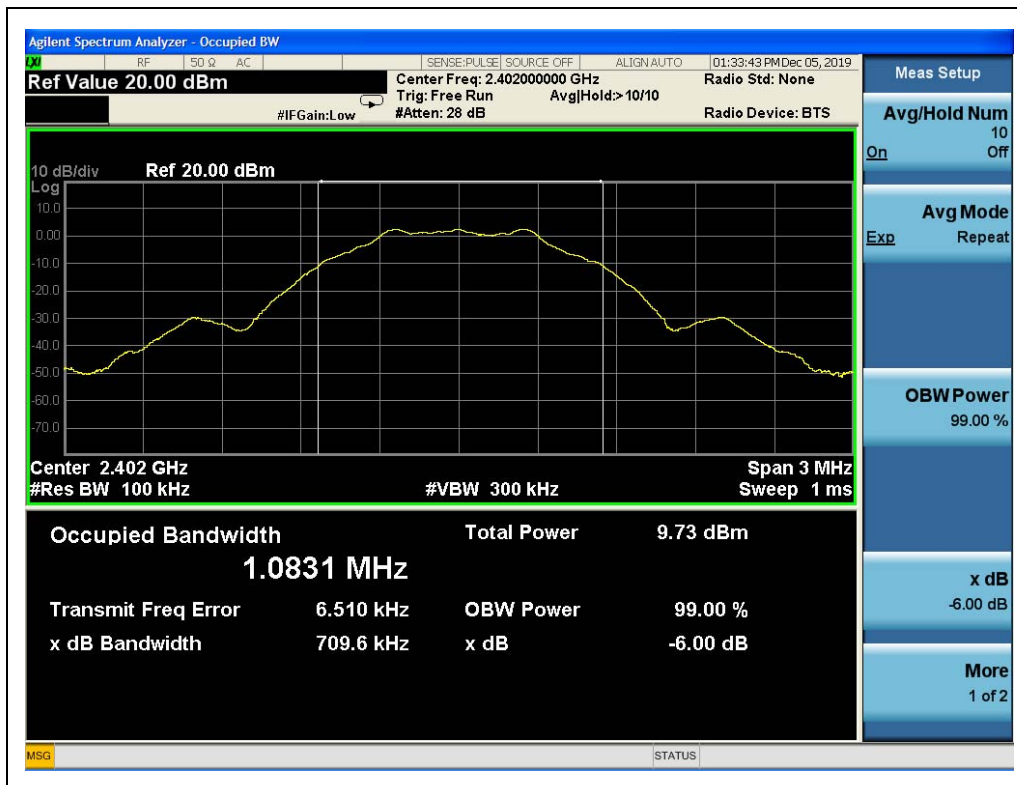 Agilent Spectrum Analyzer - Occupied BW
LXI RF 50 Ω AC SENSE:PULSE SOURCE OFF ALIGN AUTO 01:33:43 PM Dec 05, 2019
Ref Value 20.00 dBm
Center Freq: 2.402000000 GHz
Radio Std: None
Trig: Free Run Avg|Hold:> 10/10
#IFGain:Low
#Atten: 28 dB
Radio Device: BTS
10 dB/div Ref 20.00 dBm
Log
10.0
0.00
-10.0
-20.0
-30.0
-40.0
-50.0
-60.0
-70.0
Center 2.402 GHz
Span 3 MHz
#Res BW 100 kHz
#VBW 300 kHz
Sweep 1 ms
Occupied Bandwidth
Total Power 9.73 dBm
1.0831 MHz
Transmit Freq Error 6.510 kHz
OBW Power 99.00 %
x dB Bandwidth 709.6 kHz
x dB -6.00 dB
MSG
STATUS
Meas Setup
Avg/Hold Num
10
On Off
Avg Mode
Exp Repeat
OBW Power
99.00 %
x dB
-6.00 dB
More
1 of 2